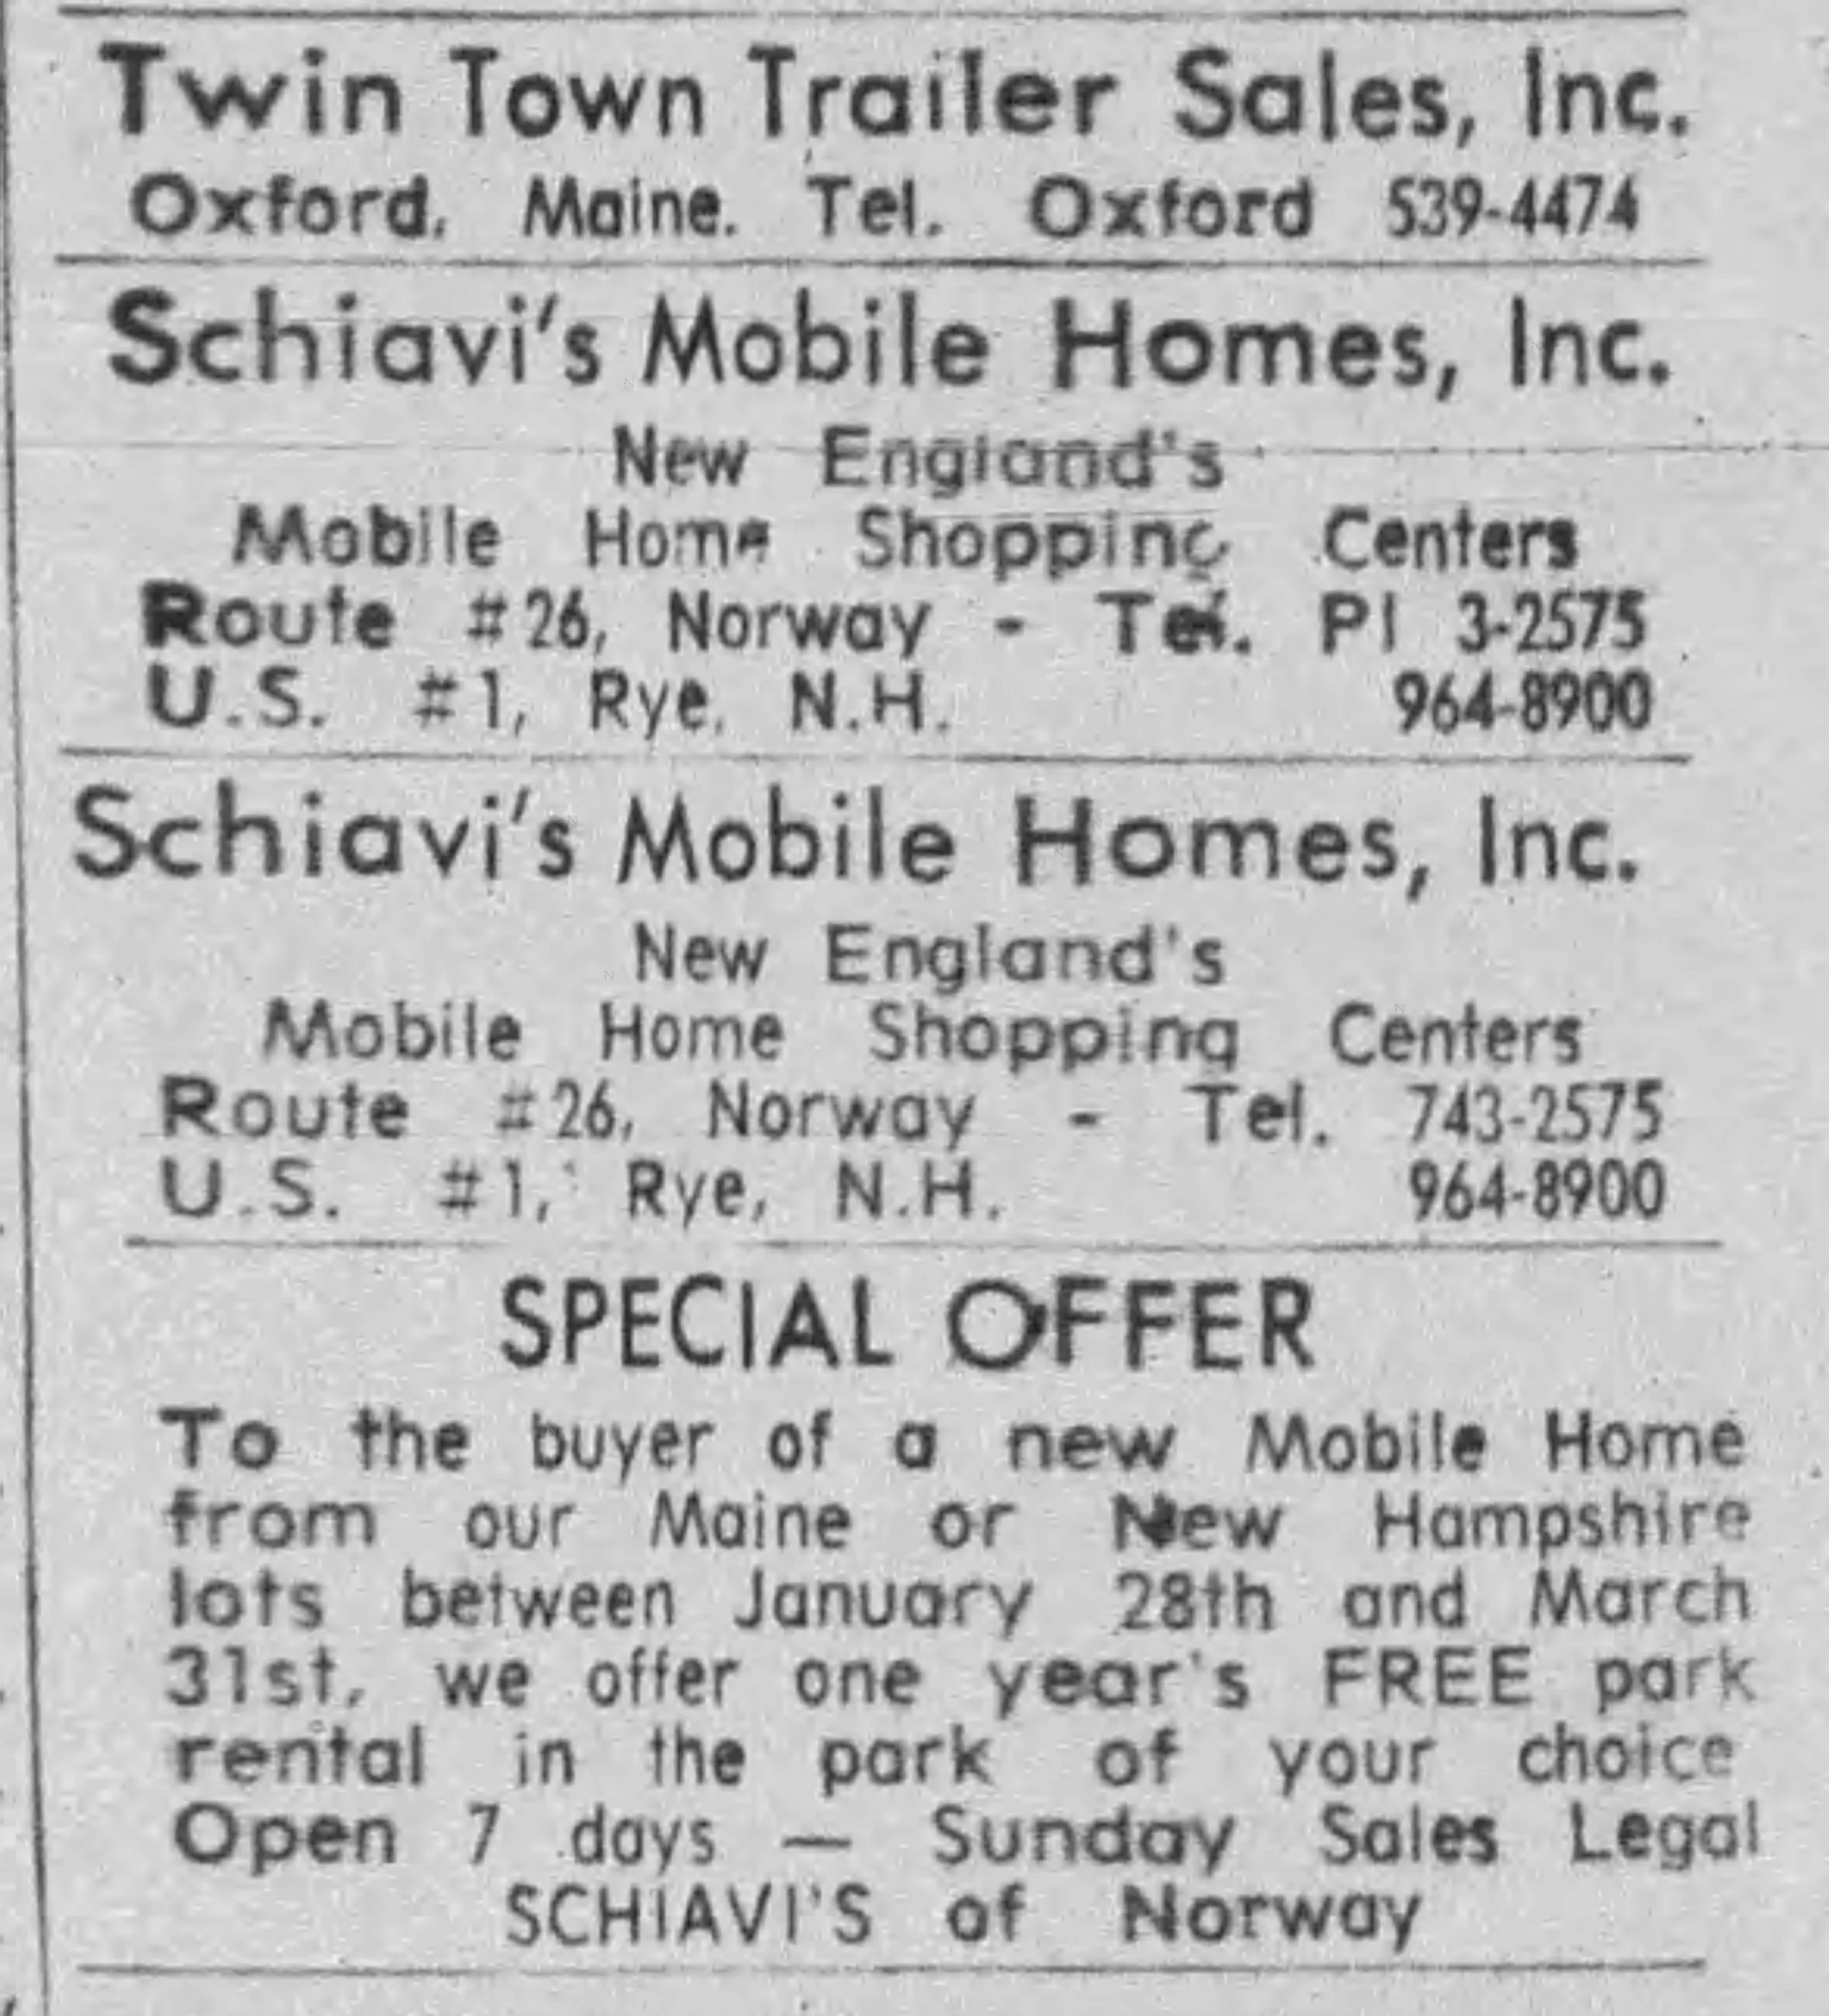 Twin Town Trailer Sales, Inc.
Oxford, Maine. Tel. Oxford 539-4474
Schiavi's Mobile Homes, Inc.
New England's
Mobile Home Shopping Centers
Route #26, Norway - Tel. PI 3-2575
U.S. #1, Rye, N.H. 964-8900
Schiavi's Mobile Homes, Inc.
New England's
Mobile Home Shopping Centers
Route #26, Norway - Tel. 743-2575
U.S. #1, Rye, N.H. 964-8900
SPECIAL OFFER
To the buyer of a new Mobile Home
from our Maine or New Hampshire
lots between January 28th and March
31st, we offer one year's FREE park
rental in the park of your choice
Open 7 days — Sunday Sales Legal
SCHIAVI'S of Norway